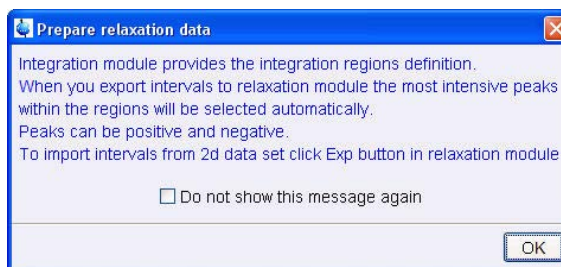 Prepare relaxation data
Integration module provides the integration regions definition.
When you export intervals to relaxation module the most intensive peaks
within the regions will be selected automatically.
Peaks can be positive and negative.
To import intervals from 2d data set click Exp button in relaxation module
Do not show this message again
OK